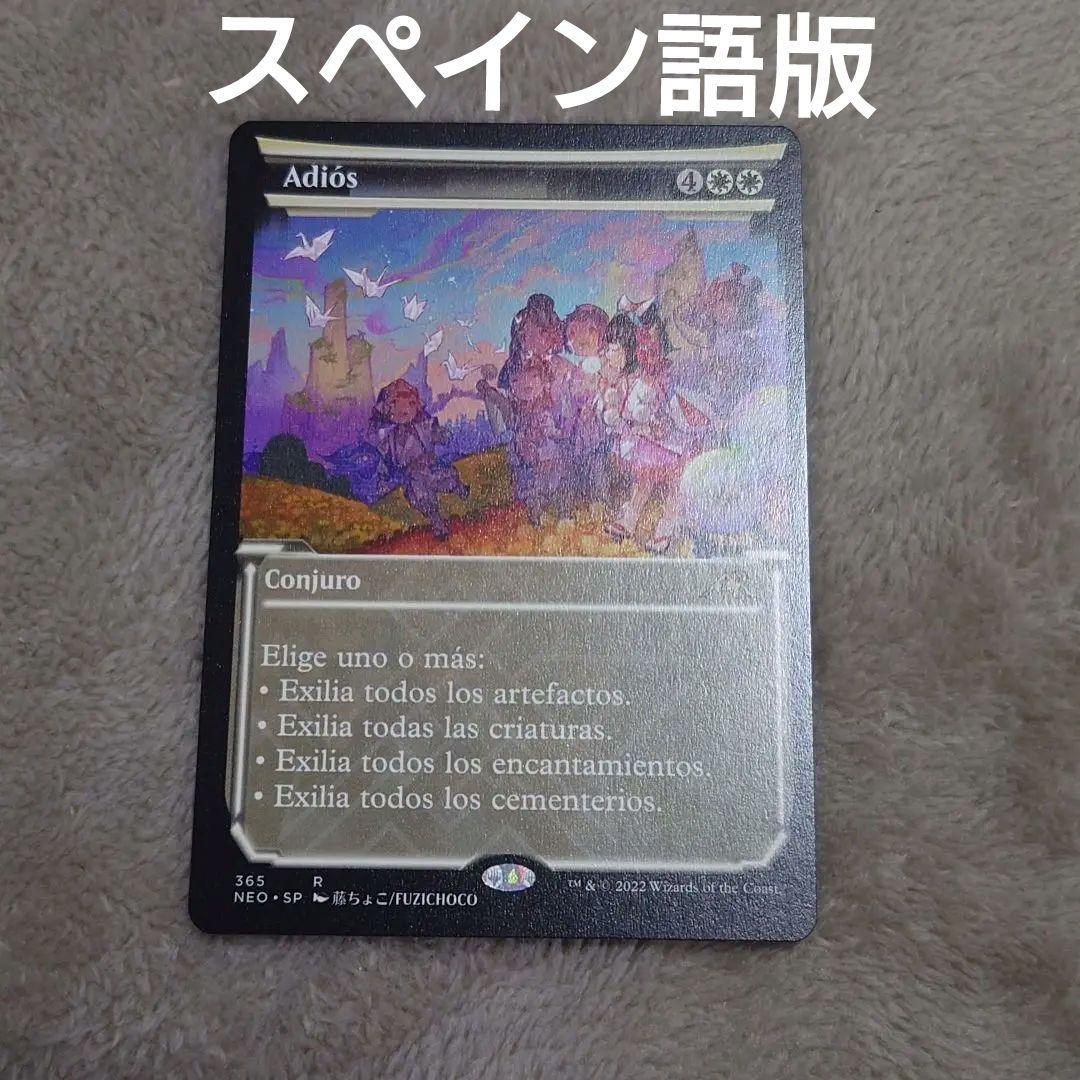 スペイン語版
Adiós 4
Conjuro
Elige uno o más:
• Exilia todos los artefactos.
• Exilia todas las criaturas.
• Exilia todos los encantamientos.
• Exilia todos los cementerios.
365 R
NEO • SP 藤ちょこ/FUZICHOCO
™ & © 2022 Wizards of the Coast.